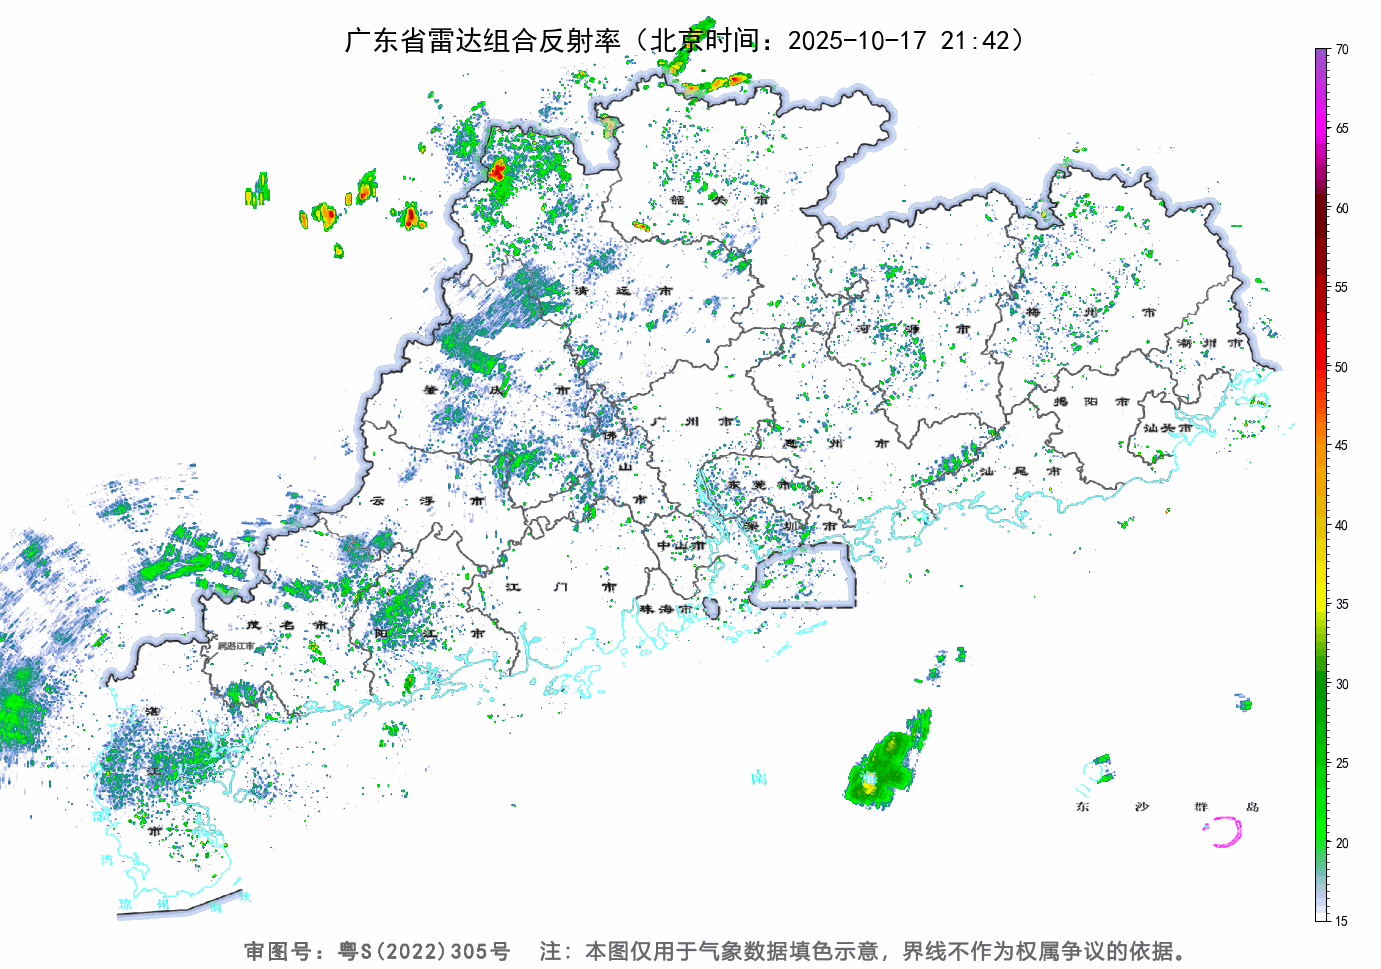 广东省雷达组合反射率（北京时间：2025-10-17 21:42）
70
65
60
55
50
45
40
35
30
25
20
15
韶关市
清远市
河源市
梅州市
潮州市
肇庆市
广州市
惠州市
揭阳市
汕头市
佛山市
云浮市
东莞市
汕尾市
深圳市
中山市
江门市
珠海市
茂名市
阳江市
属湛江市
湛江市
南海
东沙群岛
湾
琼州海峡
审图号：粤S(2022)305号 注：本图仅用于气象数据填色示意，界线不作为权属争议的依据。